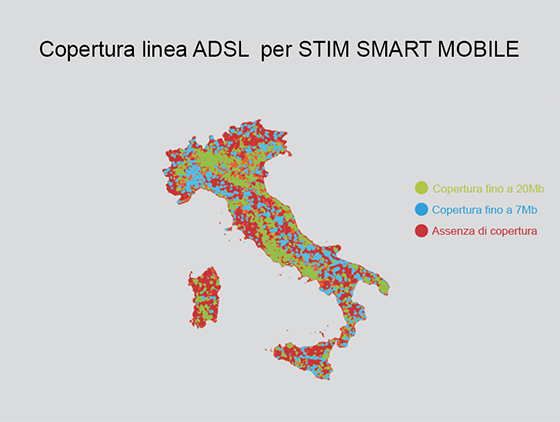 Copertura linea ADSL per STIM SMART MOBILE
Copertura fino a 20Mb
Copertura fino a 7Mb
Assenza di copertura